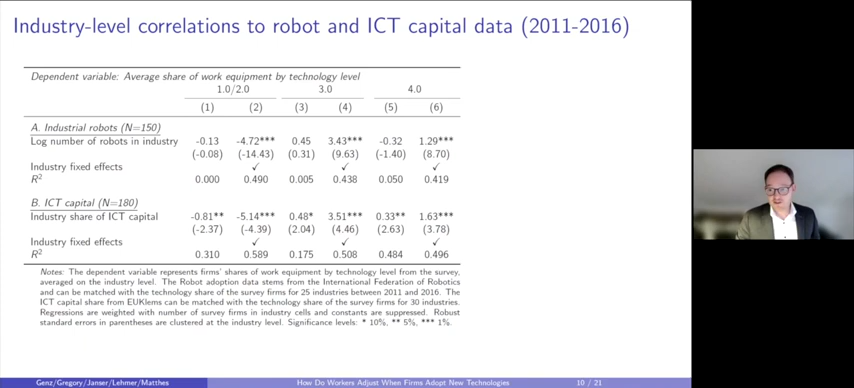 Industry-level correlations to robot and ICT capital data (2011-2016)
Dependent variable: Average share of work equipment by technology level
1.0/2.0 3.0 4.0
(1) (2) (3) (4) (5) (6)
A. Industrial robots (N=150)
Log number of robots in industry -0.13 -4.72*** 0.45 3.43*** -0.32 1.29***
(-0.08) (-14.43) (0.31) (9.63) (-1.40) (8.70)
Industry fixed effects ✓ ✓ ✓
R² 0.000 0.490 0.005 0.438 0.050 0.419
B. ICT capital (N=180)
Industry share of ICT capital -0.81** -5.14*** 0.48* 3.51*** 0.33** 1.63***
(-2.37) (-4.39) (2.04) (4.46) (2.63) (3.78)
Industry fixed effects ✓ ✓ ✓
R² 0.310 0.589 0.175 0.508 0.484 0.496
Notes: The dependent variable represents firms' shares of work equipment by technology level from the survey,
averaged on the industry level. The Robot adoption data stems from the International Federation of Robotics
and can be matched with the technology share of the survey firms for 25 industries between 2011 and 2016. The
ICT capital share from EUKlems can be matched with the technology share of the survey firms for 30 industries.
Regressions are weighted with number of survey firms in industry cells and constants are suppressed. Robust
standard errors in parentheses are clustered at the industry level. Significance levels: * 10%, ** 5%, *** 1%.
Genz/Gregory/Janser/Lehmer/Matthes How Do Workers Adjust When Firms Adopt New Technologies 10 / 21